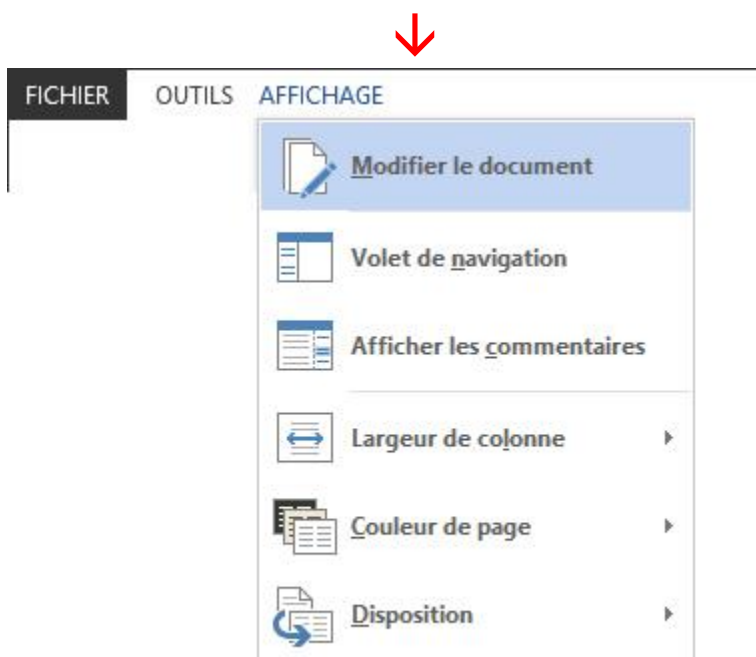 FICHIER OUTILS AFFICHAGE
Modifier le document
Volet de navigation
Afficher les commentaires
Largeur de colonne
Couleur de page
Disposition